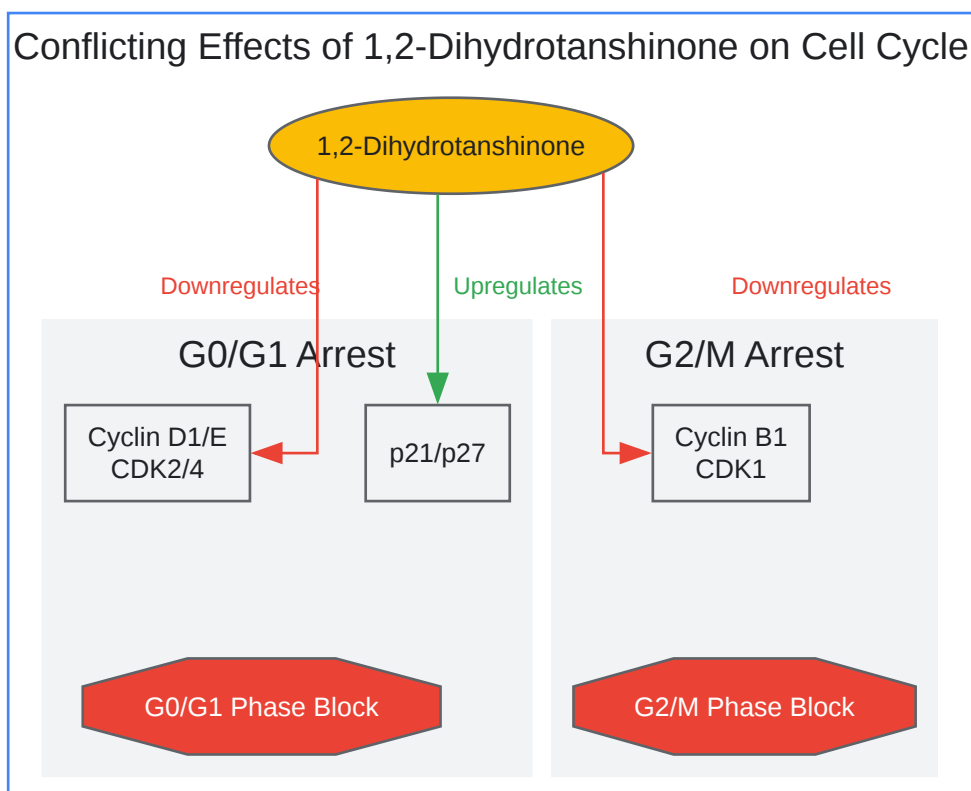 Conflicting Effects of 1,2-Dihydrotanshinone on Cell Cycle
1,2-Dihydrotanshinone
Downregulates
Upregulates
Downregulates
G0/G1 Arrest
G2/M Arrest
Cyclin D1/E
CDK2/4
p21/p27
Cyclin B1
CDK1
G0/G1 Phase Block
G2/M Phase Block